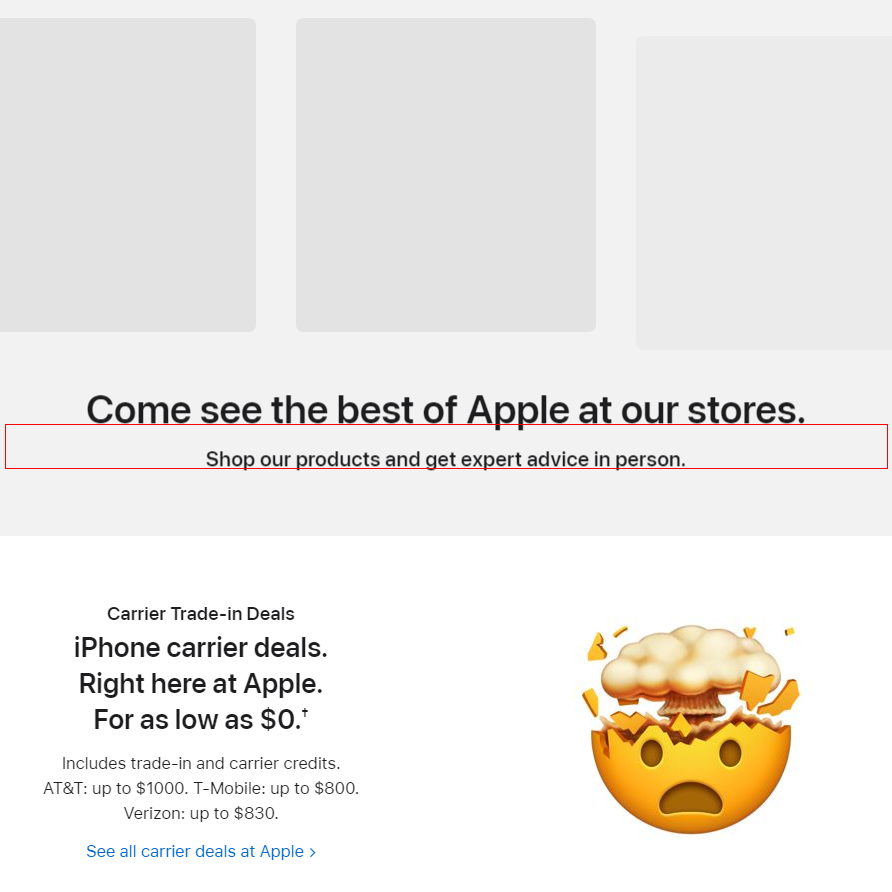 Come see the best of Apple at our stores.
Shop our products and get expert advice in person.
Carrier Trade-in Deals
iPhone carrier deals.
Right here at Apple.
For as low as $0.†
Includes trade-in and carrier credits.
AT&T: up to $1000. T-Mobile: up to $800.
Verizon: up to $830.
See all carrier deals at Apple >